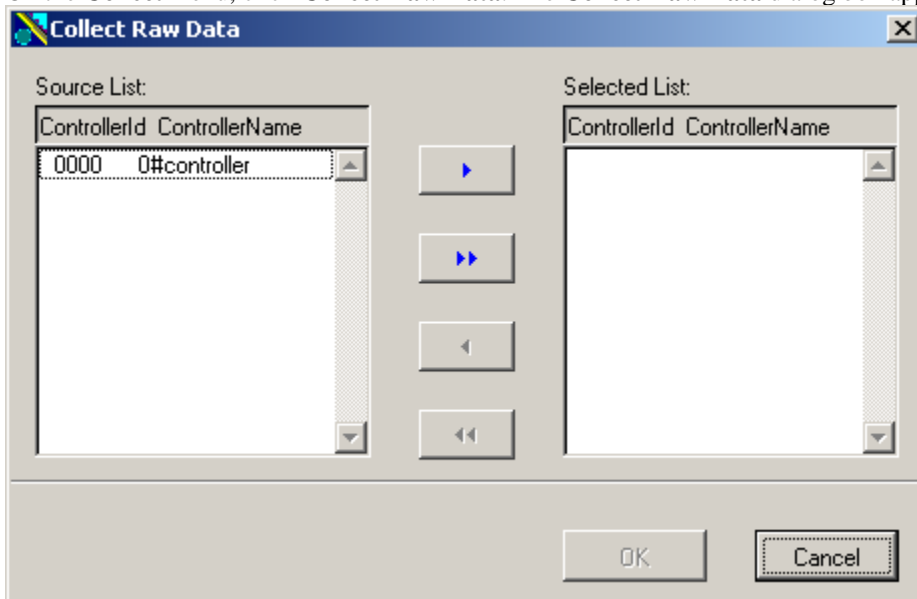 Collect Raw Data
Source List:
ControllerId ControllerName
0000 0#controller
Selected List:
ControllerId ControllerName
OK
Cancel